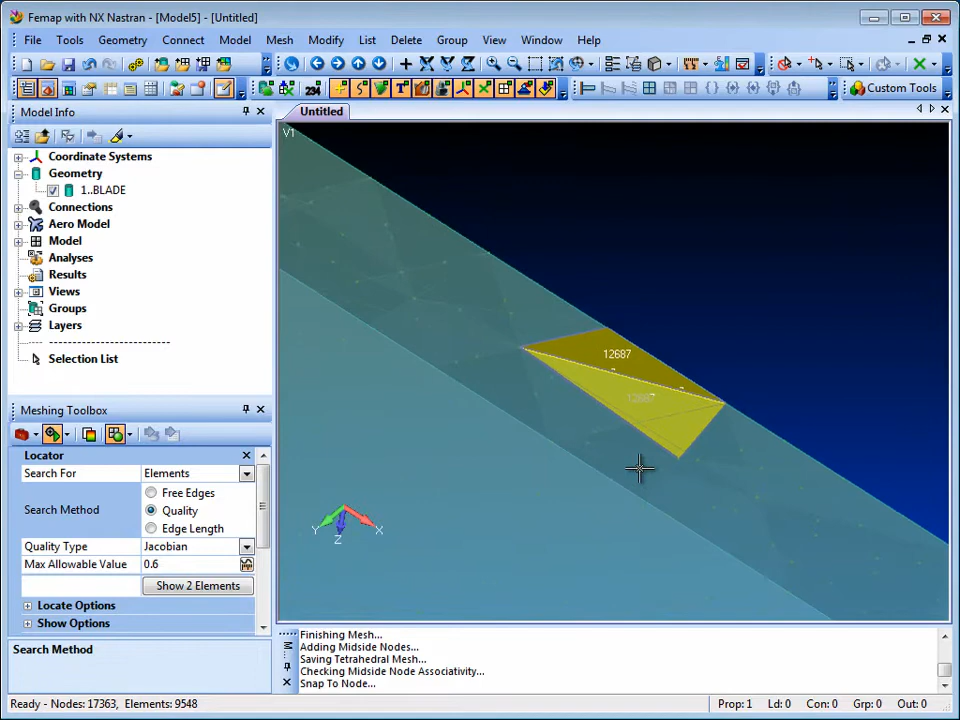 Femap with NX Nastran - [Model5] - [Untitled]
File Tools Geometry Connect Model Mesh Modify List Delete Group View Window Help
234 Custom Tools
Model Info
Untitled
V1
Coordinate Systems
Geometry
1..BLADE
Connections
Aero Model
Model
Analyses
Results
Views
Groups
Layers
Selection List
12687
Meshing Toolbox
Locator
Search For Elements
Search Method
Free Edges
Quality
Edge Length
Quality Type Jacobian
Max Allowable Value 0.6
Show 2 Elements
Locate Options
Show Options
Search Method
Y X
Z
Finishing Mesh...
Adding Midside Nodes...
Saving Tetrahedral Mesh...
Checking Midside Node Associativity...
Snap To Node...
Ready - Nodes: 17363, Elements: 9548 Prop: 1 Ld: 0 Con: 0 Grp: 0 Out: 0